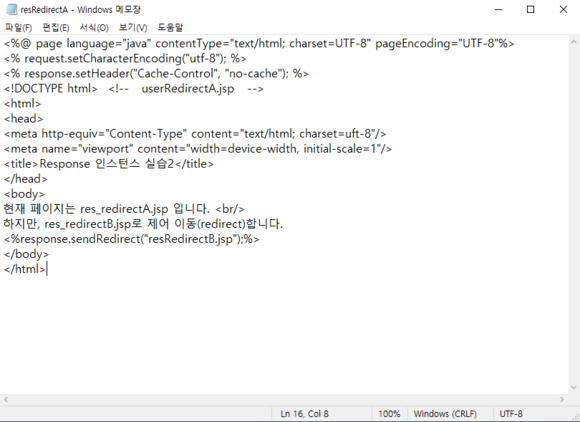 resRedirectA - Windows 메모장
파일(F) 편집(E) 서식(O) 보기(V) 도움말
<%@ page language="java" contentType="text/html; charset=UTF-8" pageEncoding="UTF-8"%>
<% request.setCharacterEncoding("utf-8"); %>
<% response.setHeader("Cache-Control", "no-cache"); %>
<!DOCTYPE html>   <!--   userRedirectA.jsp   -->
<html>
<head>
<meta http-equiv="Content-Type" content="text/html; charset=uft-8"/>
<meta name="viewport" content="width=device-width, initial-scale=1"/>
<title>Response 인스턴스 실습2</title>
</head>
<body>
현재 페이지는 res_redirectA.jsp 입니다. <br/>
하지만, res_redirectB.jsp로 제어 이동(redirect)합니다.
<%response.sendRedirect("resRedirectB.jsp");%>
</body>
</html>
Ln 16, Col 8 100% Windows (CRLF) UTF-8